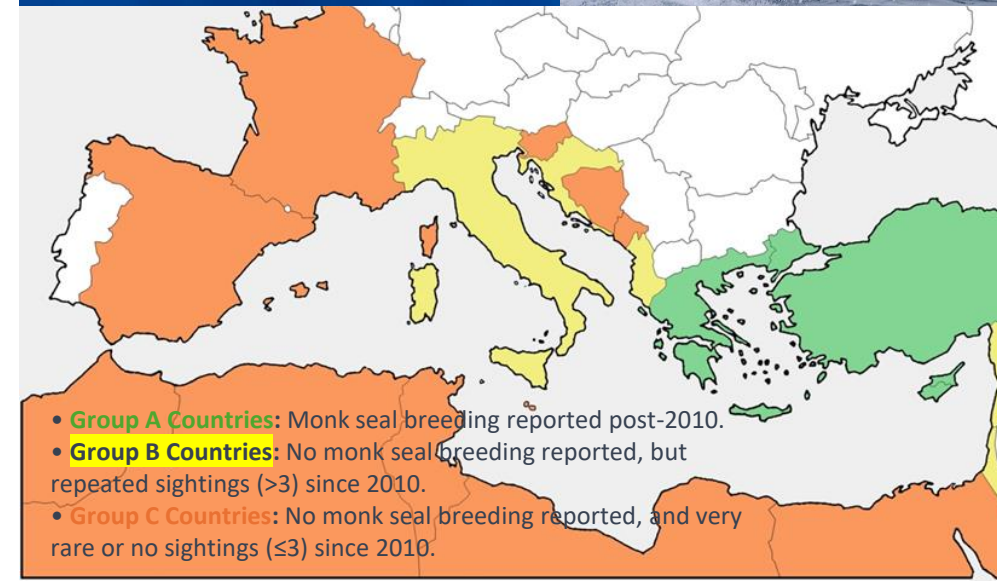 • Group A Countries: Monk seal breeding reported post-2010.
• Group B Countries: No monk seal breeding reported, but
repeated sightings (>3) since 2010.
• Group C Countries: No monk seal breeding reported, and very
rare or no sightings (≤3) since 2010.